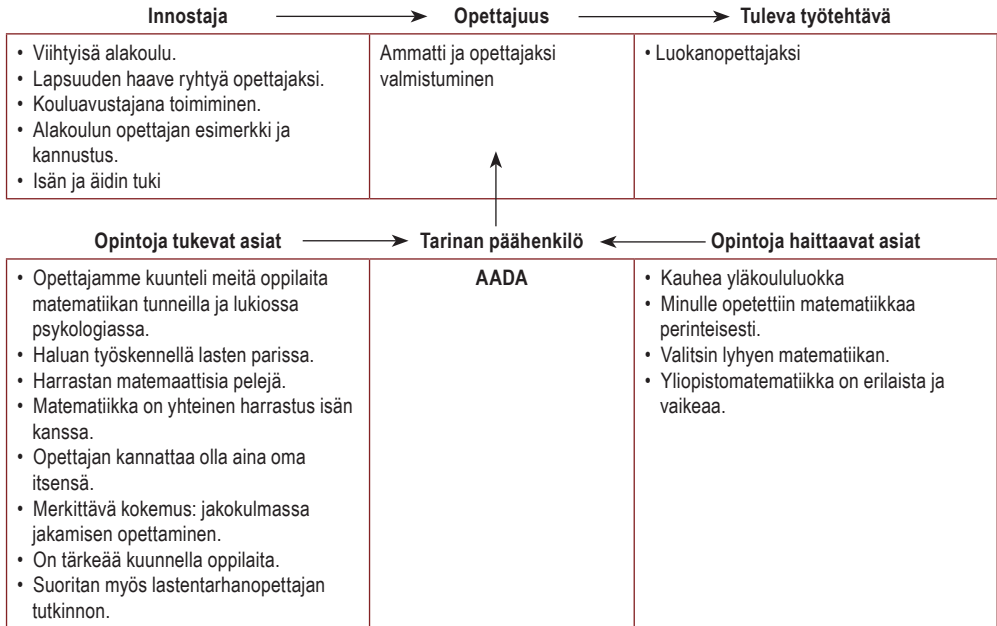 Innostaja Opettajuus Tuleva työtehtävä
• Viihtyisä alakoulu.
• Lapsuuden haave ryhtyä opettajaksi.
• Kouluavustajana toimiminen.
• Alakoulun opettajan esimerkki ja
kannustus.
• Isän ja äidin tuki
Ammatti ja opettajaksi
valmistuminen
• Luokanopettajaksi
Opintoja tukevat asiat Tarinan päähenkilö Opintoja haittaavat asiat
• Opettajamme kuunteli meitä oppilaita
matematiikan tunneilla ja lukiossa
psykologiassa.
• Haluan työskennellä lasten parissa.
• Harrastan matemaattisia pelejä.
• Matematiikka on yhteinen harrastus isän
kanssa.
• Opettajan kannattaa olla aina oma
itsensä.
• Merkittävä kokemus: jakokulmassa
jakamisen opettaminen.
• On tärkeää kuunnella oppilaita.
• Suoritan myös lastentarhanopettajan
tutkinnon.
AADA
• Kauhea yläkoululuokka
• Minulle opetettiin matematiikkaa
perinteisesti.
• Valitsin lyhyen matematiikan.
• Yliopistomatematiikka on erilaista ja
vaikeaa.